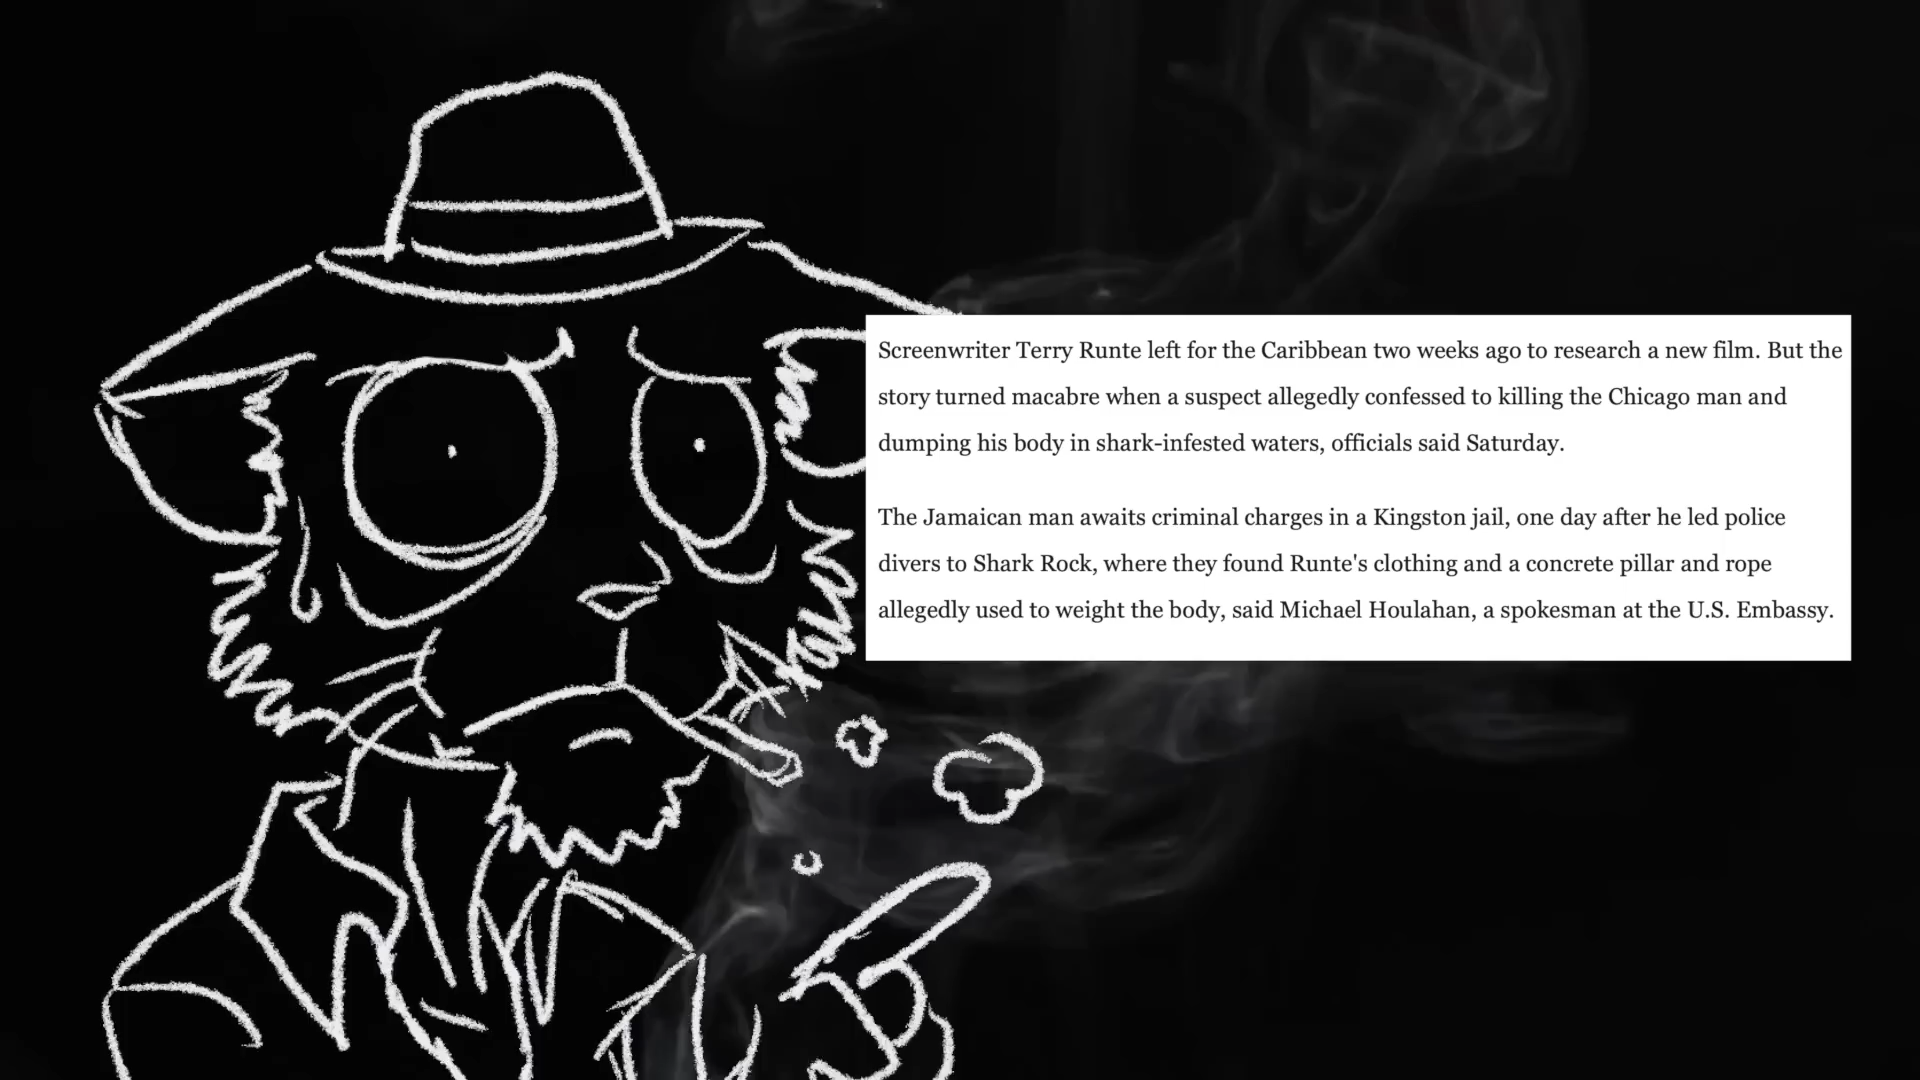 Screenwriter Terry Runte left for the Caribbean two weeks ago to research a new film. But the
story turned macabre when a suspect allegedly confessed to killing the Chicago man and
dumping his body in shark-infested waters, officials said Saturday.
The Jamaican man awaits criminal charges in a Kingston jail, one day after he led police
divers to Shark Rock, where they found Runte's clothing and a concrete pillar and rope
allegedly used to weight the body, said Michael Houlahan, a spokesman at the U.S. Embassy.